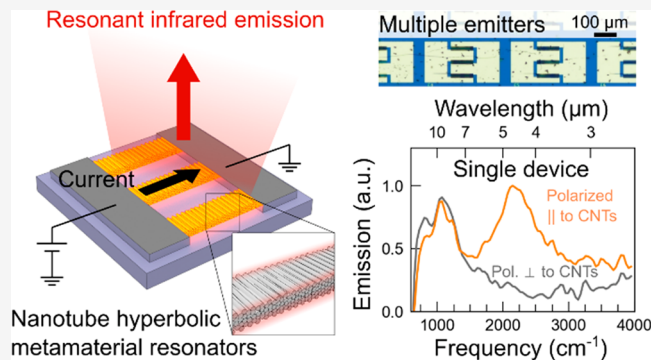 Resonant infrared emission
Current
Nanotube hyperbolic
metamaterial resonators
Multiple emitters
100 μm
Wavelength (μm)
10 7 5 4 3
Single device
Polarized
|| to CNTs
Pol. ⊥ to CNTs
Emission (a.u.)
1.0
0.5
0.0
1000 2000 3000 4000
Frequency (cm⁻¹)